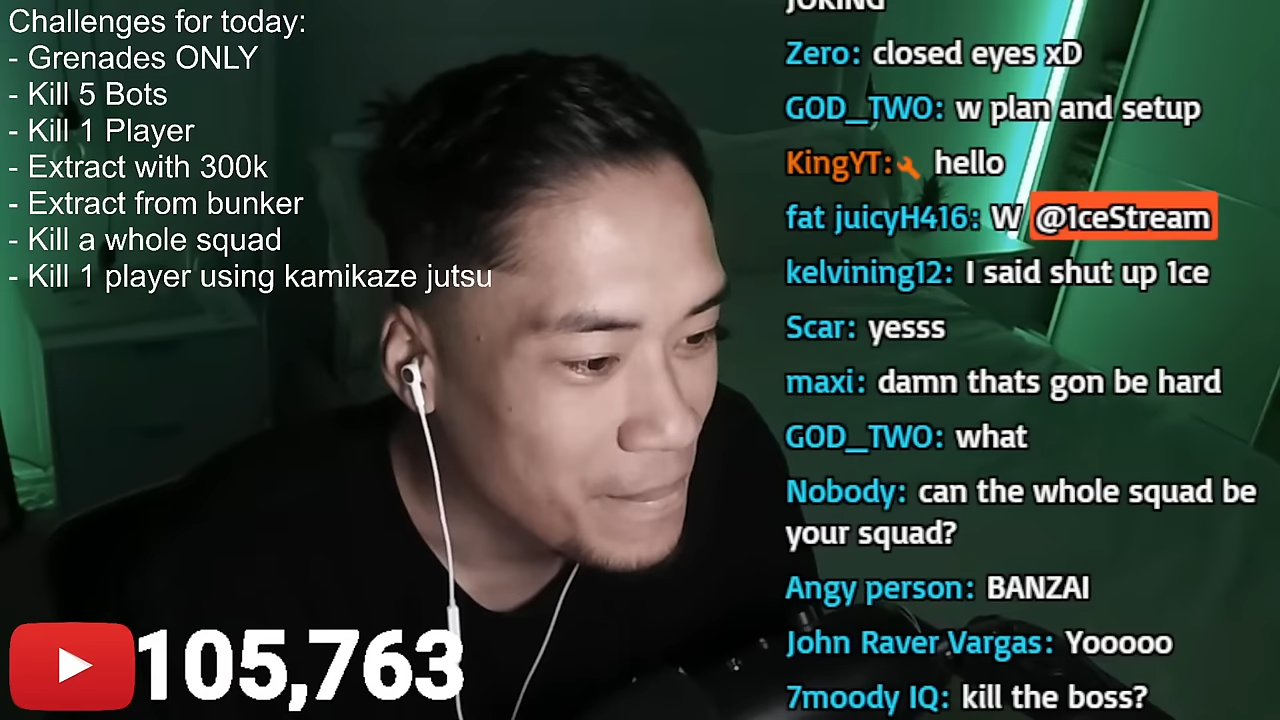 Challenges for today:
- Grenades ONLY
- Kill 5 Bots
- Kill 1 Player
- Extract with 300k
- Extract from bunker
- Kill a whole squad
- Kill 1 player using kamikaze jutsu
105,763
JOKING
Zero: closed eyes xD
GOD_TWO: w plan and setup
KingYT: hello
fat juicyH416: W @1ceStream
kelvining12: I said shut up 1ce
Scar: yesss
maxi: damn thats gon be hard
GOD_TWO: what
Nobody: can the whole squad be
your squad?
Angy person: BANZAI
John Raver Vargas: Yooooo
7moody IQ: kill the boss?